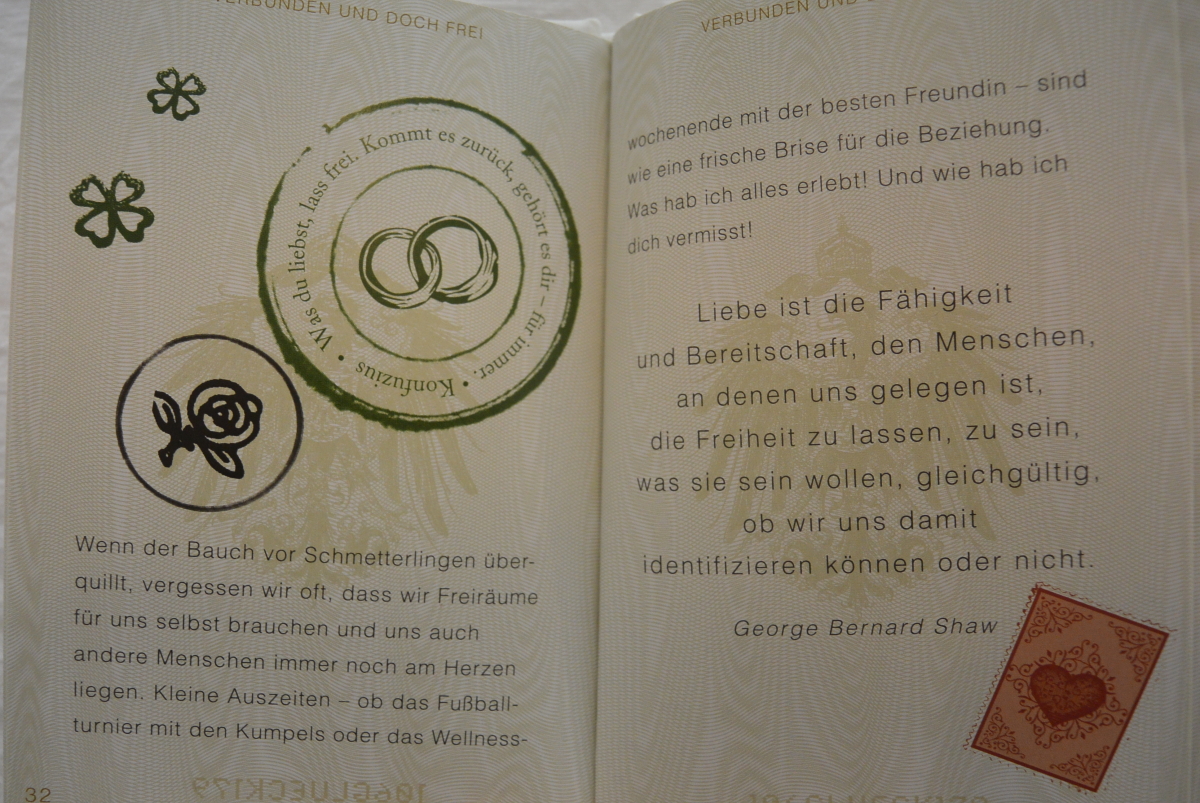 VERBUNDEN UND DOCH FREI
Was du liebst, lass frei. Kommt es zurück, gehört es dir – für immer. • Konfuzius •
Wenn der Bauch vor Schmetterlingen über-
quillt, vergessen wir oft, dass wir Freiräume
für uns selbst brauchen und uns auch
andere Menschen immer noch am Herzen
liegen. Kleine Auszeiten – ob das Fußball-
turnier mit den Kumpels oder das Wellness-
106GLUECK179
32
VERBUNDEN UND
wochenende mit der besten Freundin – sind
wie eine frische Brise für die Beziehung.
Was hab ich alles erlebt! Und wie hab ich
dich vermisst!
Liebe ist die Fähigkeit
und Bereitschaft, den Menschen,
an denen uns gelegen ist,
die Freiheit zu lassen, zu sein,
was sie sein wollen, gleichgültig,
ob wir uns damit
identifizieren können oder nicht.
George Bernard Shaw